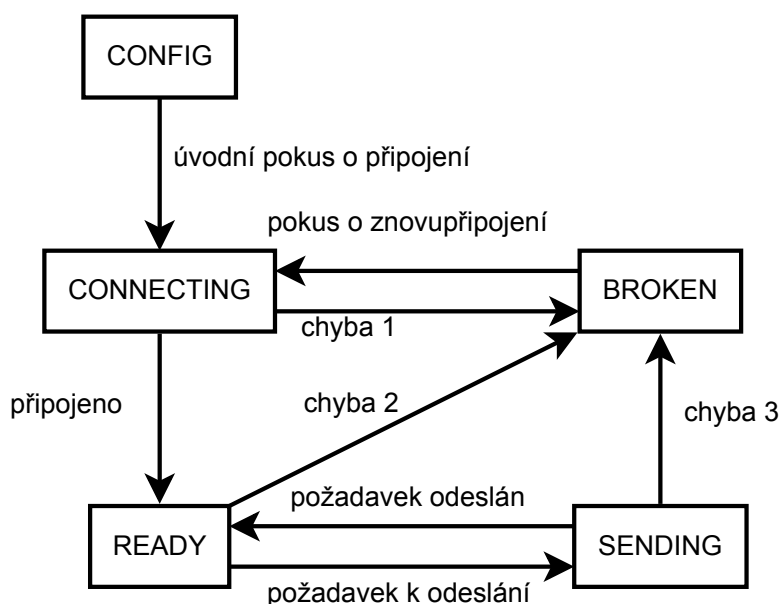 CONFIG
úvodní pokus o připojení
pokus o znovupřipojení
CONNECTING
BROKEN
chyba 1
připojeno
chyba 2
chyba 3
požadavek odeslán
READY
SENDING
požadavek k odeslání